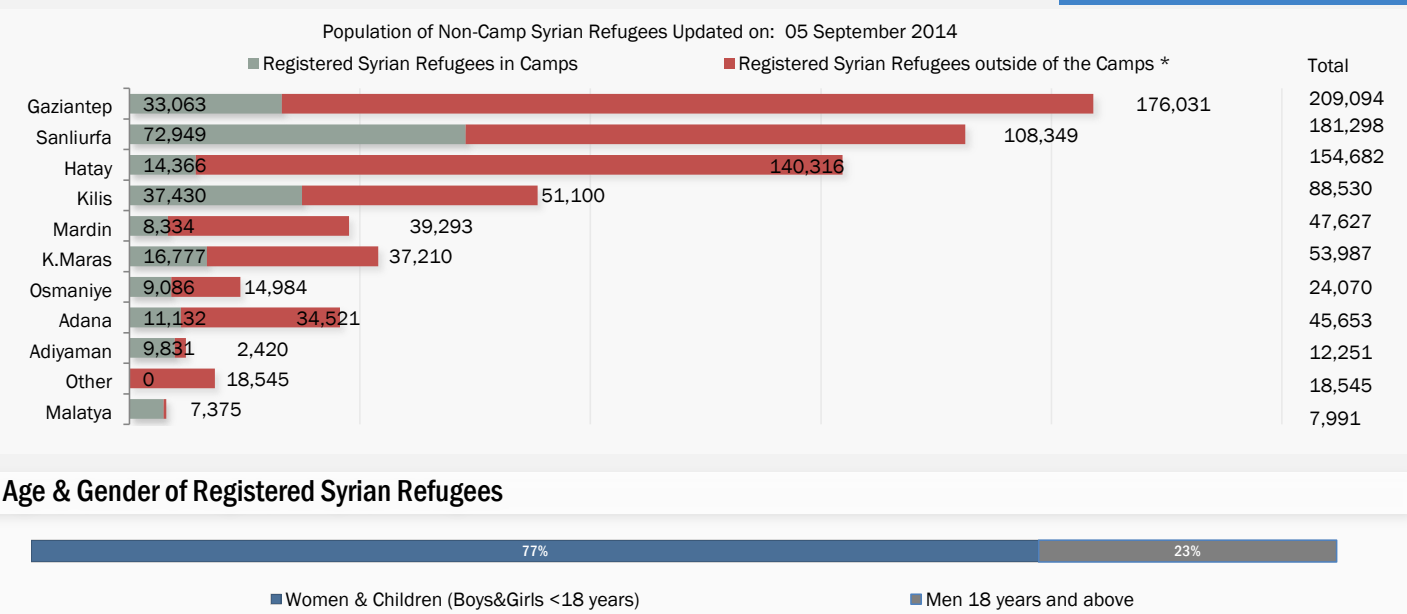 Population of Non-Camp Syrian Refugees Updated on: 05 September 2014
Registered Syrian Refugees in Camps Registered Syrian Refugees outside of the Camps * Total
Gaziantep 33,063 176,031 209,094
Sanliurfa 72,949 108,349 181,298
Hatay 14,366 140,316 154,682
Kilis 37,430 51,100 88,530
Mardin 8,334 39,293 47,627
K.Maras 16,777 37,210 53,987
Osmaniye 9,086 14,984 24,070
Adana 11,132 34,521 45,653
Adiyaman 9,831 2,420 12,251
Other 0 18,545 18,545
Malatya 7,375 7,991
Age & Gender of Registered Syrian Refugees
77% 23%
Women & Children (Boys&Girls <18 years) Men 18 years and above